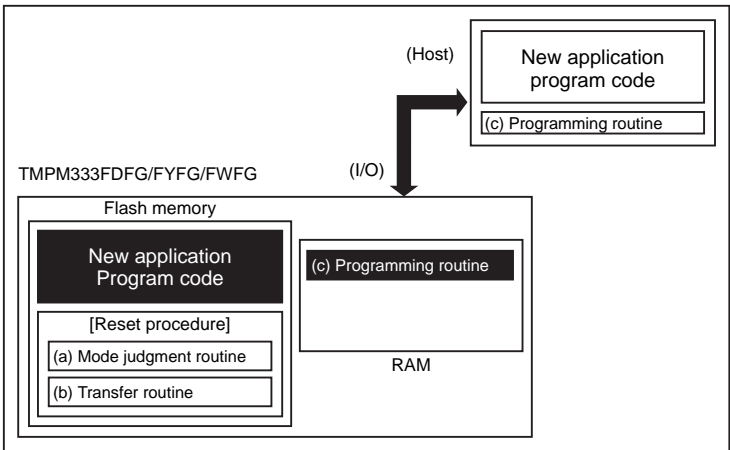 (Host)
New application
program code
(c) Programming routine
(I/O)
TMPM333FDFG/FYFG/FWFG
Flash memory
New application
Program code
[Reset procedure]
(a) Mode judgment routine
(b) Transfer routine
(c) Programming routine
RAM